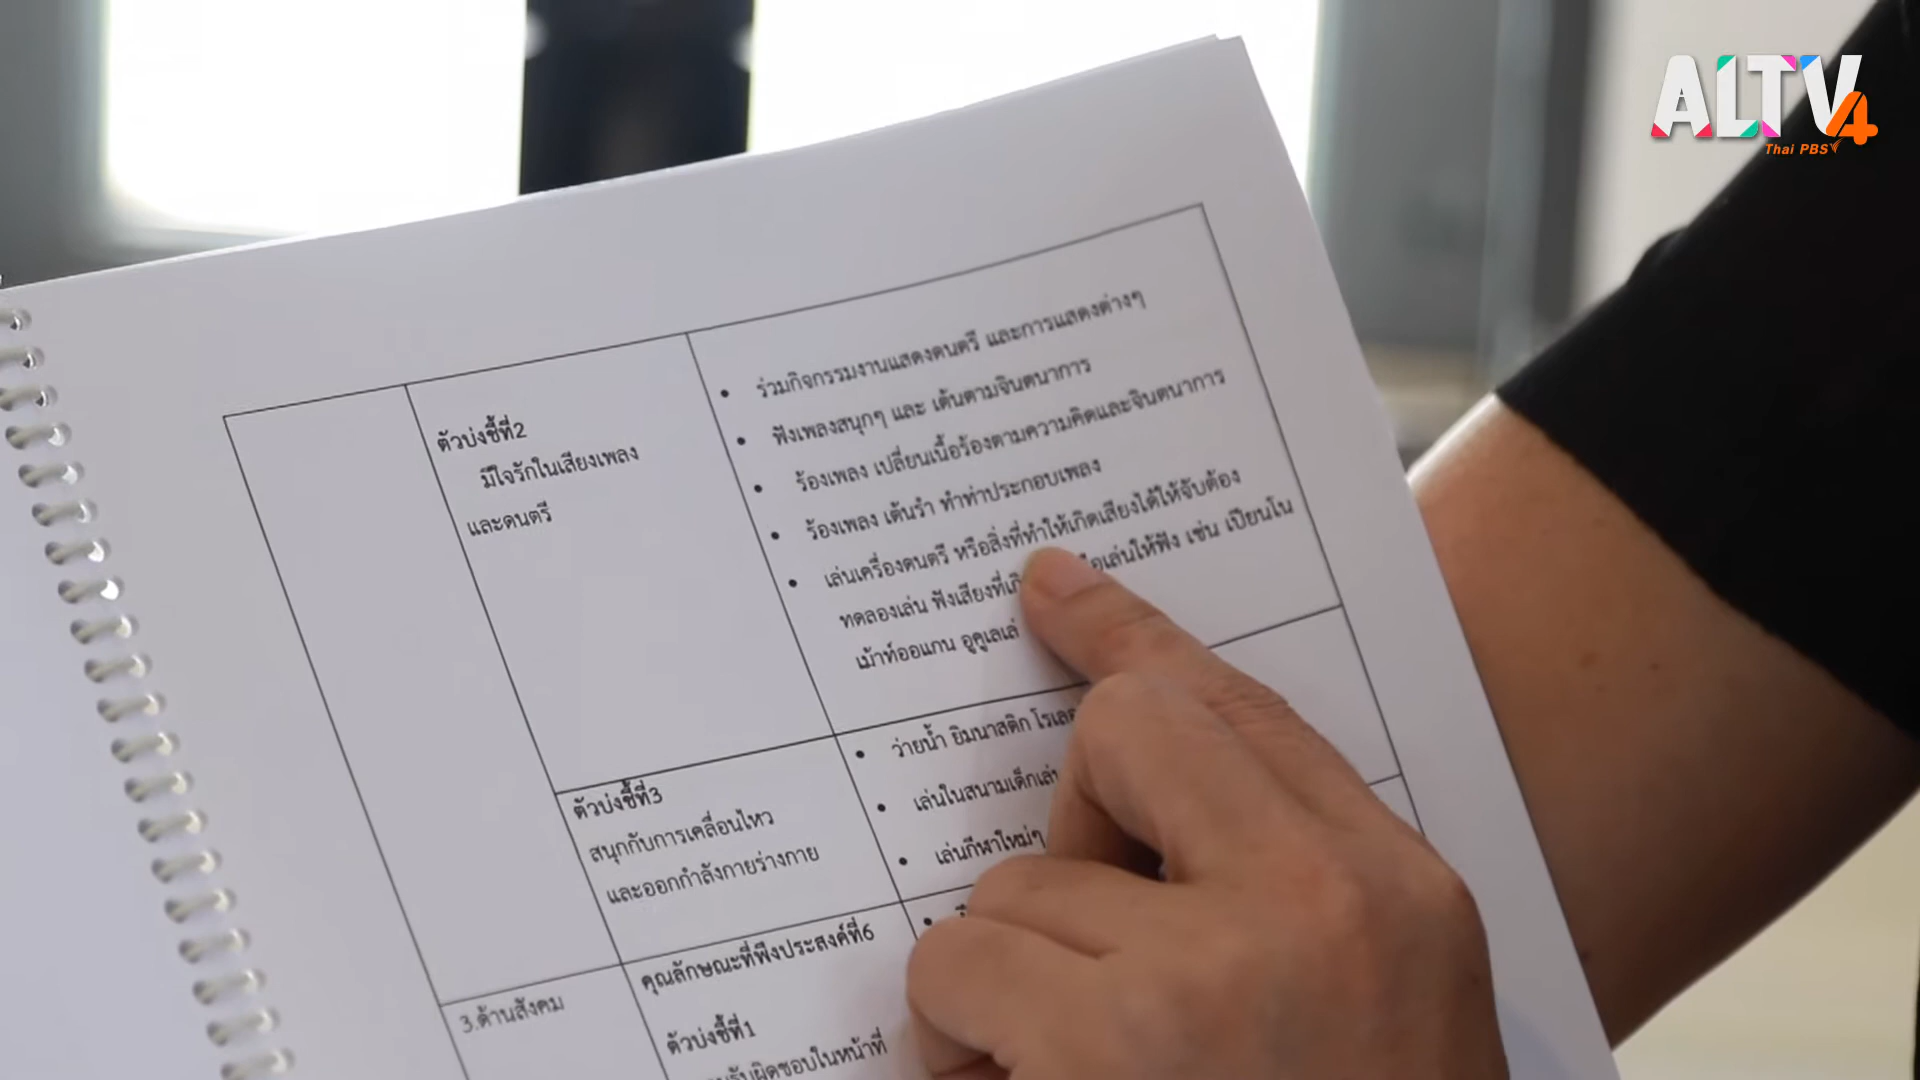 ALTV4
Thai PBS
ตัวบ่งชี้ที่2
มีใจรักในเสียงเพลง
และดนตรี
• ร่วมกิจกรรมงานแสดงดนตรี และการแสดงต่างๆ
• ฟังเพลงสนุกๆ และ เต้นตามจินตนาการ
• ร้องเพลง เปลี่ยนเนื้อร้องตามความคิดและจินตนาการ
• ร้องเพลง เต้นรำ ทำท่าประกอบเพลง
• เล่นเครื่องดนตรี หรือสิ่งที่ทำให้เกิดเสียงได้ให้จับต้อง
ทดลองเล่น ฟังเสียงที่ เล่นให้ฟัง เช่น เปียนโน
เม้าท์ออแกน อูคูเลเล่
ตัวบ่งชี้ที่3
สนุกกับการเคลื่อนไหว
และออกกำลังกายร่างกาย
• ว่ายน้ำ ยิมนาสติก
• เล่นในสนามเด็กเล่น
• เล่นกีฬาใหม่ๆ
3.ด้านสังคม
คุณลักษณะที่พึงประสงค์ที่6
ตัวบ่งชี้ที่1
รับผิดชอบในหน้าที่